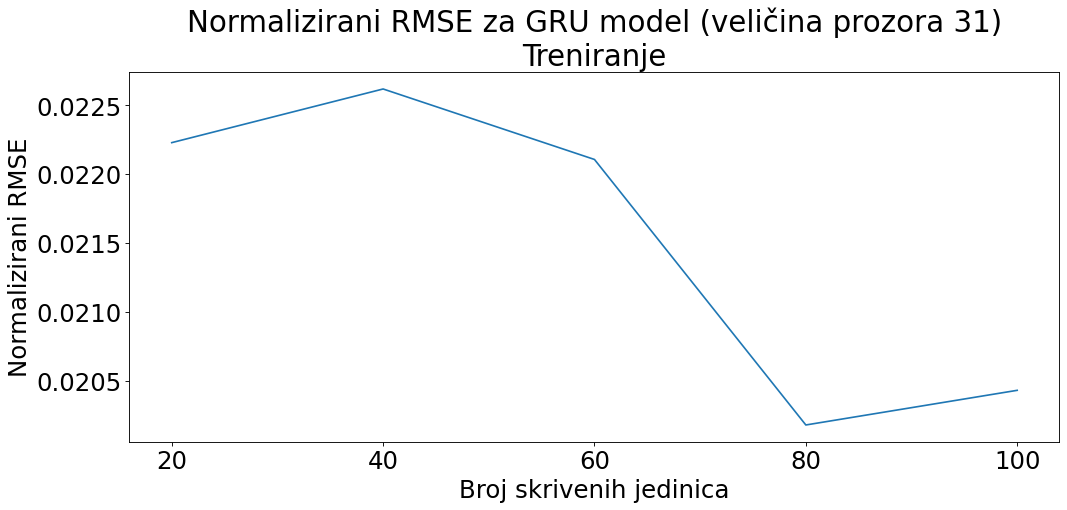 Normalizirani RMSE za GRU model (veličina prozora 31)
Treniranje
Normalizirani RMSE
0.0225
0.0220
0.0215
0.0210
0.0205
20 40 60 80 100
Broj skrivenih jedinica